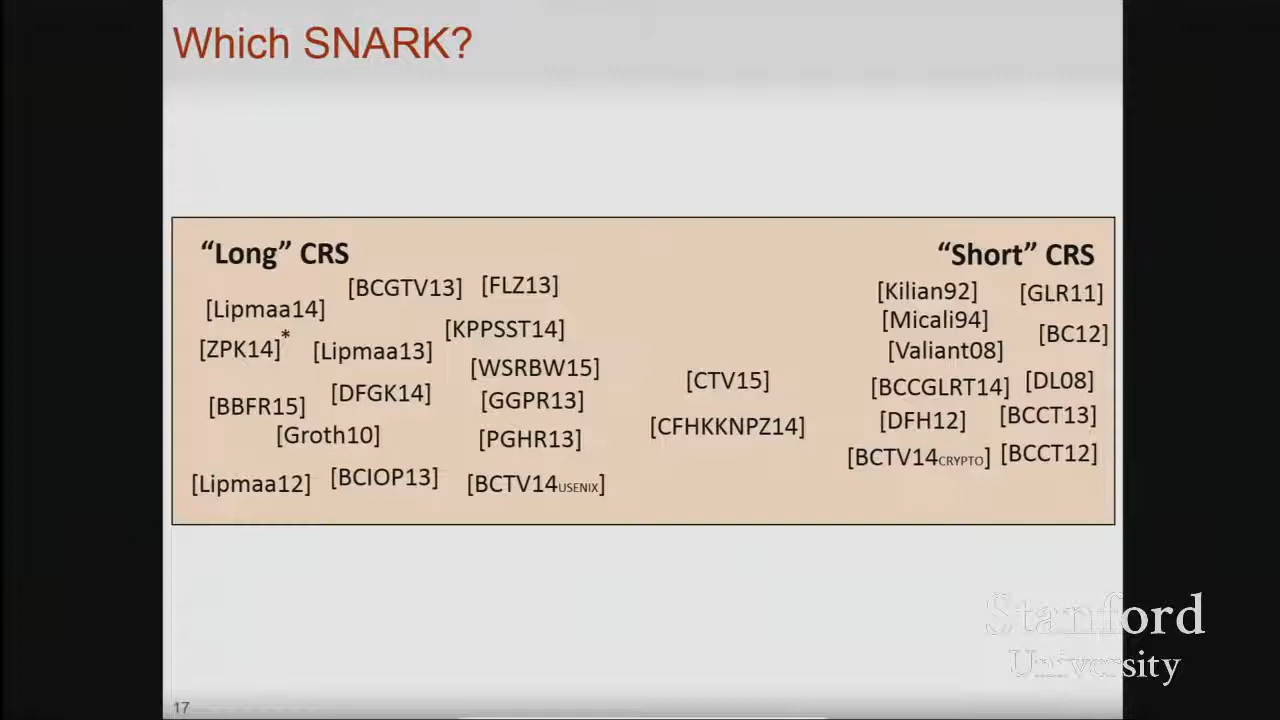 Which SNARK?
“Long” CRS
“Short” CRS
[BCGTV13] [FLZ13]
[Lipmaa14]
[KPPSST14]
[ZPK14]* [Lipmaa13]
[WSRBW15]
[DFGK14]
[GGPR13]
[BBFR15]
[Groth10]
[PGHR13]
[Lipmaa12] [BCIOP13] [BCTV14USENIX]
[CTV15]
[CFHKKNPZ14]
[Kilian92] [GLR11]
[Micali94]
[BC12]
[Valiant08]
[BCCGLRT14] [DL08]
[DFH12] [BCCT13]
[BCTV14CRYPTO] [BCCT12]
Stanford
University
17